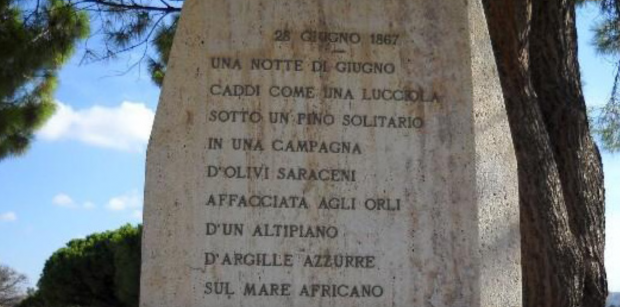 28 GIUGNO 1867
UNA NOTTE DI GIUGNO
CADDI COME UNA LUCCIOLA
SOTTO UN PINO SOLITARIO
IN UNA CAMPAGNA
D'OLIVI SARACENI
AFFACCIATA AGLI ORLI
D'UN ALTIPIANO
D'ARGILLE AZZURRE
SUL MARE AFRICANO